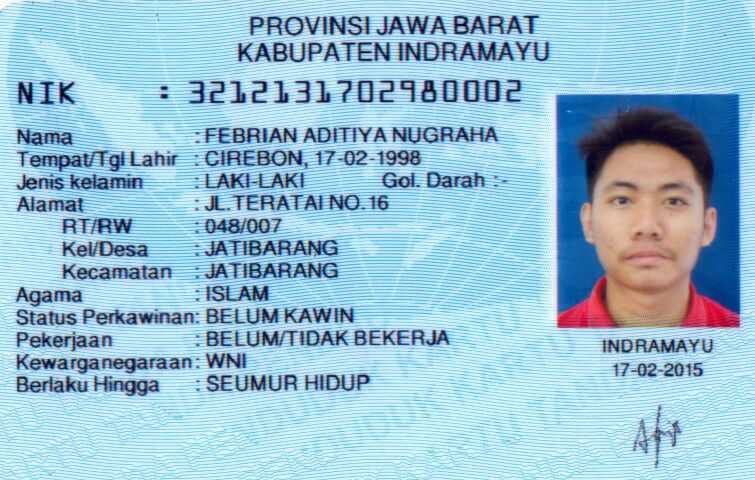 PROVINSI JAWA BARAT
KABUPATEN INDRAMAYU
NIK : 3212131702980002
Nama : FEBRIAN ADITIYA NUGRAHA
Tempat/Tgl Lahir : CIREBON, 17-02-1998
Jenis kelamin : LAKI-LAKI Gol. Darah :-
Alamat : JL.TERATAI NO.16
RT/RW : 048/007
Kel/Desa : JATIBARANG
Kecamatan : JATIBARANG
Agama : ISLAM
Status Perkawinan: BELUM KAWIN
Pekerjaan : BELUM/TIDAK BEKERJA
Kewarganegaraan: WNI
Berlaku Hingga : SEUMUR HIDUP
INDRAMAYU
17-02-2015